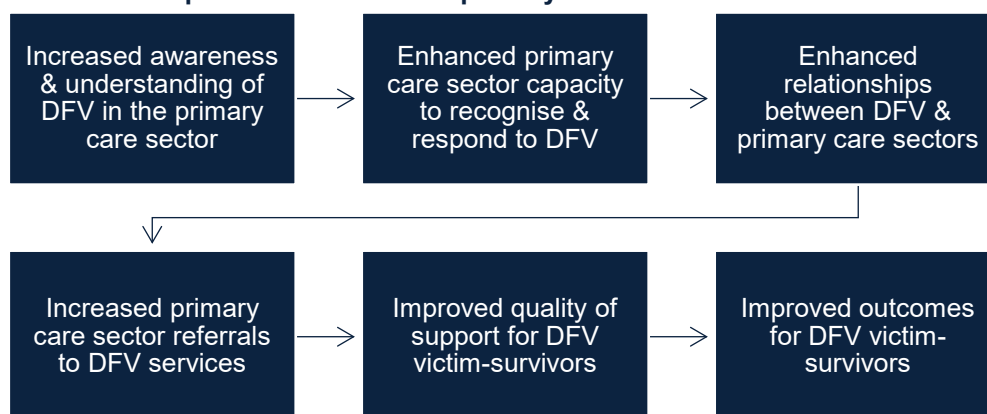 Increased awareness
& understanding of
DFV in the primary
care sector
Enhanced primary
care sector capacity
to recognise &
respond to DFV
Enhanced
relationships
between DFV &
primary care sectors
Increased primary
care sector referrals
to DFV services
Improved quality of
support for DFV
victim-survivors
Improved outcomes
for DFV victim-
survivors